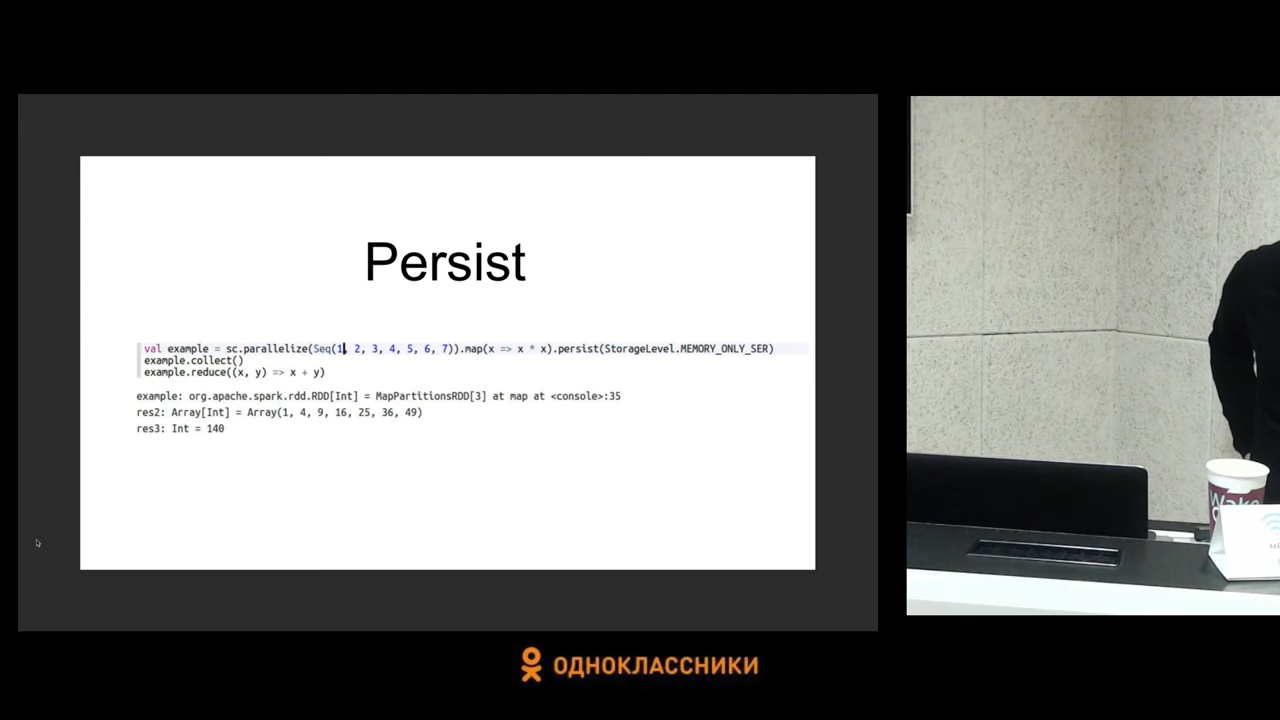 Persist
val example = sc.parallelize(Seq(1, 2, 3, 4, 5, 6, 7)).map(x => x * x).persist(StorageLevel.MEMORY_ONLY_SER)
example.collect()
example.reduce((x, y) => x + y)
example: org.apache.spark.rdd.RDD[Int] = MapPartitionsRDD[3] at map at <console>:35
res2: Array[Int] = Array(1, 4, 9, 16, 25, 36, 49)
res3: Int = 140
Wake
ОДНОКЛАССНИКИ